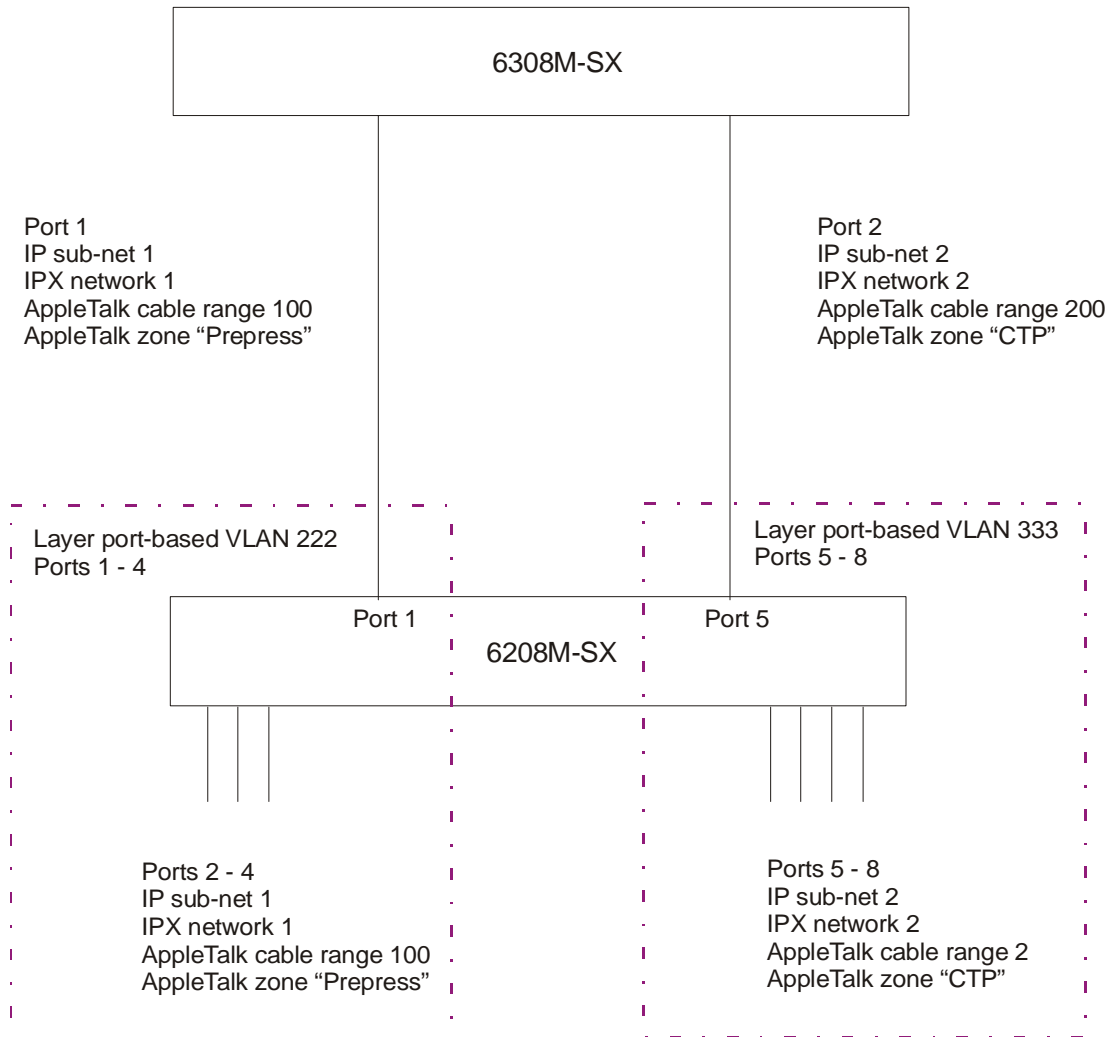 6308M-SX
Port 1
IP sub-net 1
IPX network 1
AppleTalk cable range 100
AppleTalk zone “Prepress”
Port 2
IP sub-net 2
IPX network 2
AppleTalk cable range 200
AppleTalk zone “CTP”
Layer port-based VLAN 222
Ports 1 - 4
Layer port-based VLAN 333
Ports 5 - 8
Port 1
Port 5
6208M-SX
Ports 2 - 4
IP sub-net 1
IPX network 1
AppleTalk cable range 100
AppleTalk zone “Prepress”
Ports 5 - 8
IP sub-net 2
IPX network 2
AppleTalk cable range 2
AppleTalk zone “CTP”